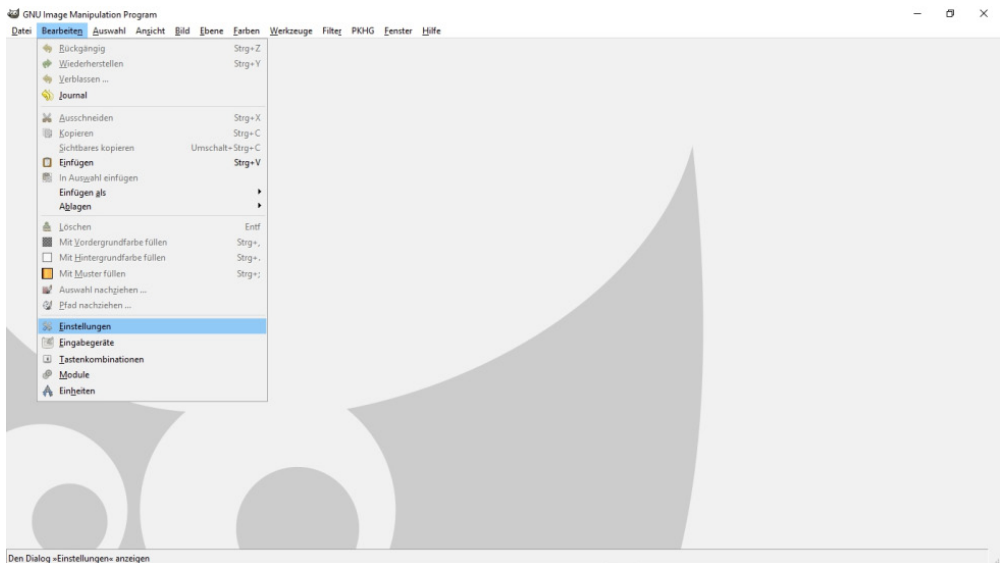 GNU Image Manipulation Program
Datei Bearbeiten Auswahl Ansicht Bild Ebene Farben Werkzeuge Filter PKHG Fenster Hilfe
Rückgängig Strg+Z
Wiederherstellen Strg+Y
Verblassen ...
Journal
Ausschneiden Strg+X
Kopieren Strg+C
Sichtbares kopieren Umschalt+Strg+C
Einfügen Strg+V
In Auswahl einfügen
Einfügen als
Ablagen
Löschen Entf
Mit Vordergrundfarbe füllen Strg+,
Mit Hintergrundfarbe füllen Strg+.
Mit Muster füllen Strg+;
Auswahl nachziehen ...
Pfad nachziehen ...
Einstellungen
Eingabegeräte
Tastenkombinationen
Module
Einheiten
Den Dialog »Einstellungen« anzeigen